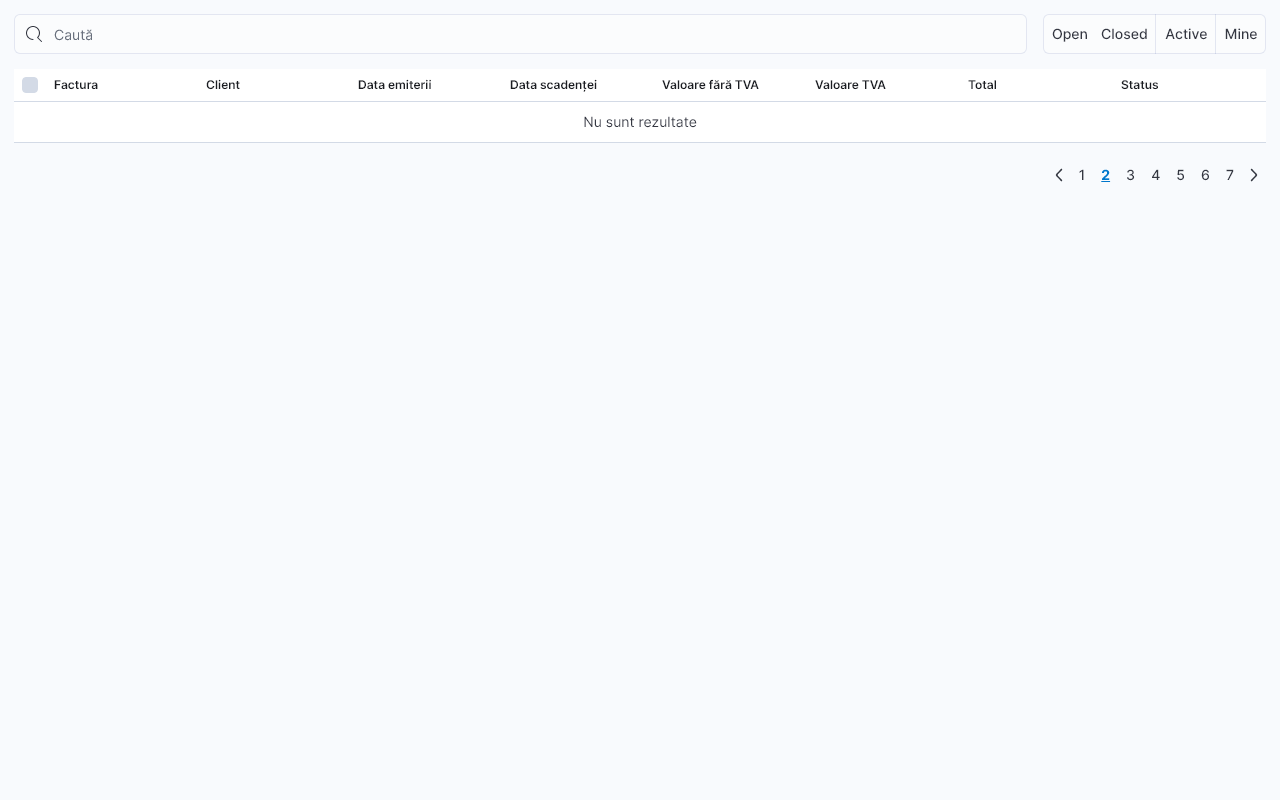 Caută Open Closed Active Mine
Factura Client Data emiterii Data scadenței Valoare fără TVA Valoare TVA Total Status
Nu sunt rezultate
1 2 3 4 5 6 7